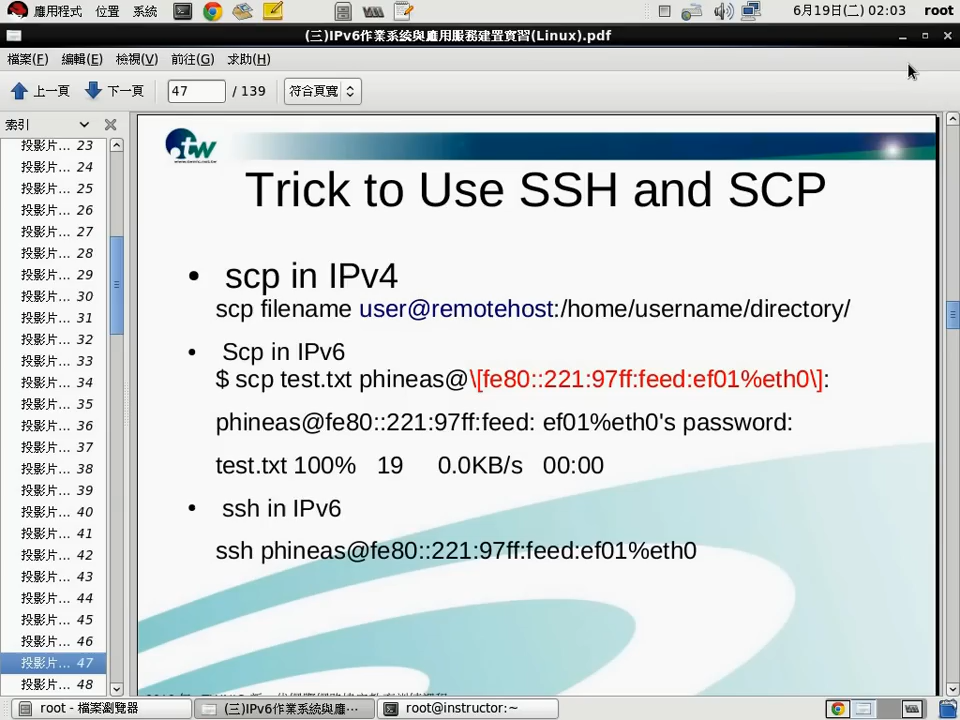 應用程式 位置 系統 6月19日(二) 02:03 root
(三)IPv6作業系統與應用服務建置實習(Linux).pdf
檔案(F) 編輯(E) 檢視(V) 前往(G) 求助(H)
上一頁 下一頁 47 / 139 符合頁寬
索引
投影片... 23
投影片... 24
投影片... 25
投影片... 26
投影片... 27
投影片... 28
投影片... 29
投影片... 30
投影片... 31
投影片... 32
投影片... 33
投影片... 34
投影片... 35
投影片... 36
投影片... 37
投影片... 38
投影片... 39
投影片... 40
投影片... 41
投影片... 42
投影片... 43
投影片... 44
投影片... 45
投影片... 46
投影片... 47
投影片... 48
.tw
Trick to Use SSH and SCP
• scp in IPv4
scp filename user@remotehost:/home/username/directory/
• Scp in IPv6
$ scp test.txt phineas@\[fe80::221:97ff:feed:ef01%eth0\]:
phineas@fe80::221:97ff:feed: ef01%eth0's password:
test.txt 100% 19 0.0KB/s 00:00
• ssh in IPv6
ssh phineas@fe80::221:97ff:feed:ef01%eth0
root - 檔案瀏覽器 (三)IPv6作業系統與應⋯ root@instructor:~